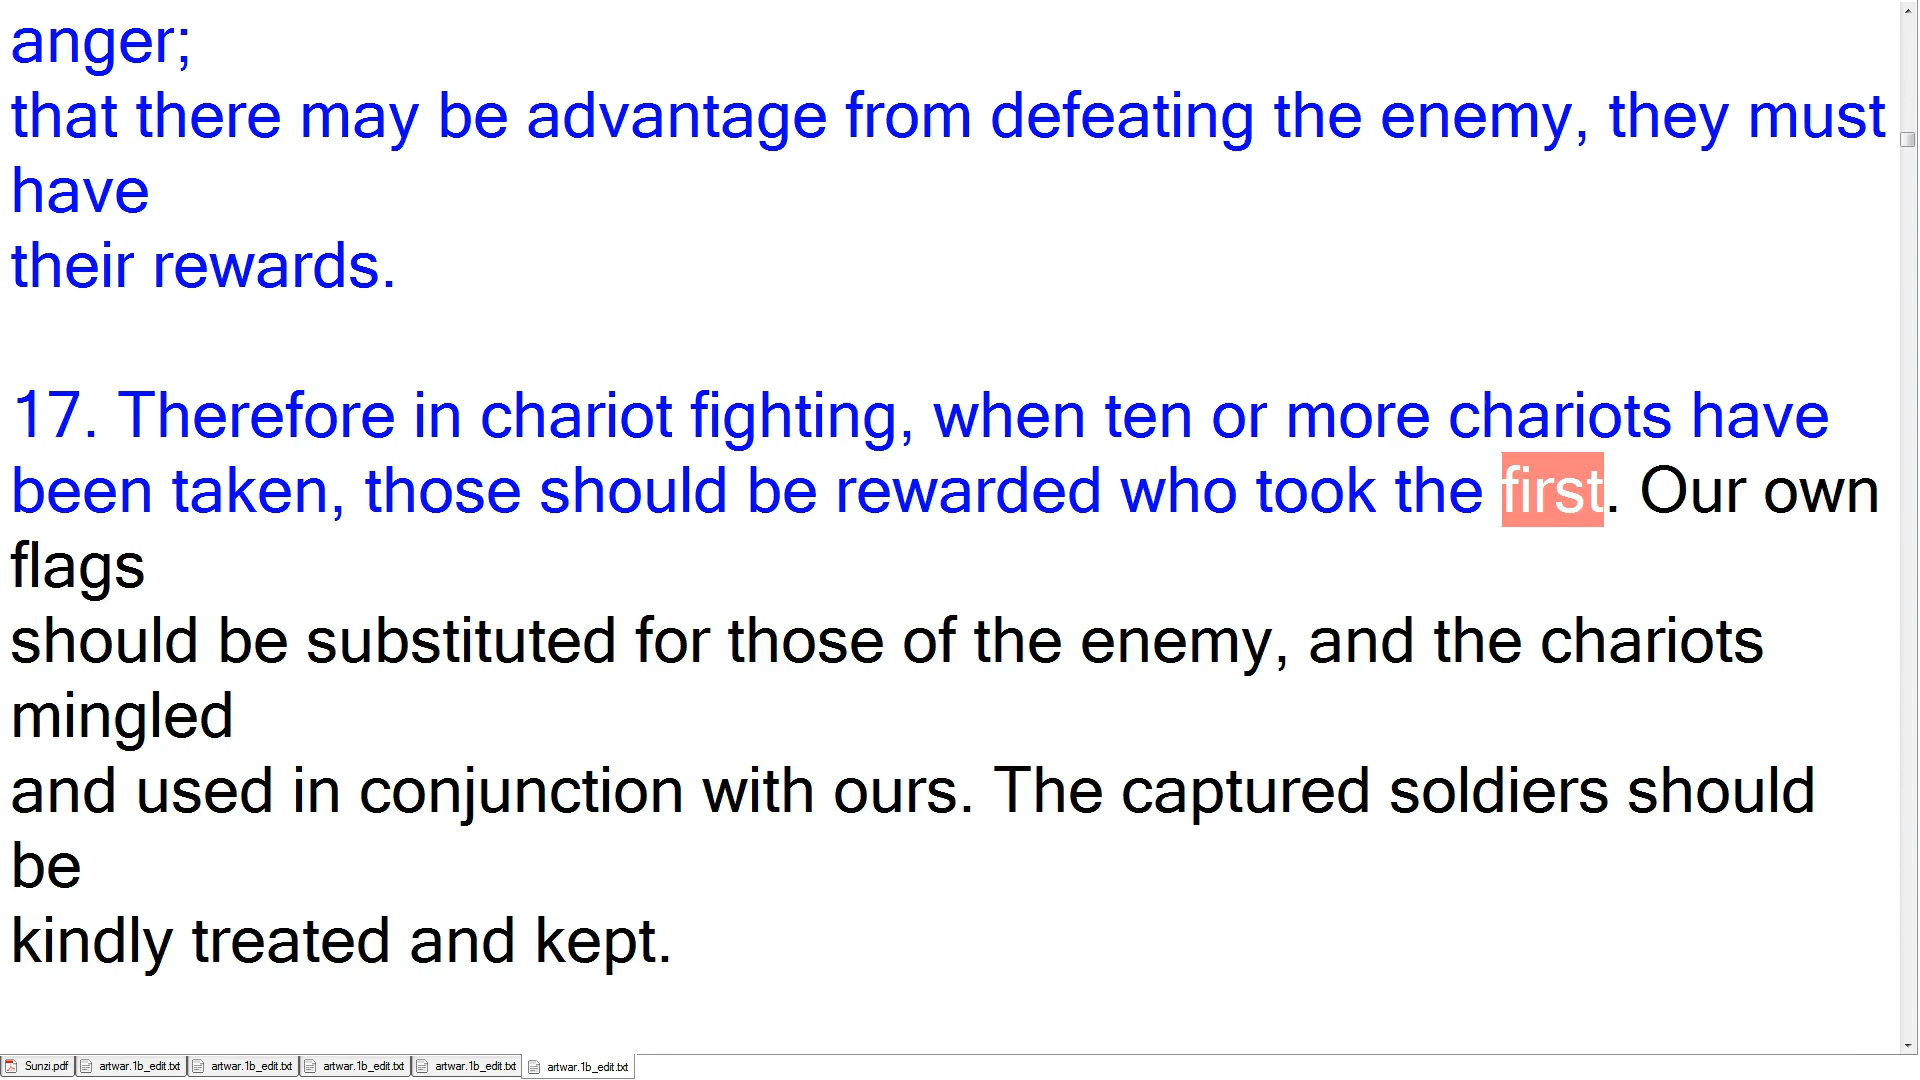 anger;
that there may be advantage from defeating the enemy, they must
have
their rewards.
17. Therefore in chariot fighting, when ten or more chariots have
been taken, those should be rewarded who took the first. Our own
flags
should be substituted for those of the enemy, and the chariots
mingled
and used in conjunction with ours. The captured soldiers should
be
kindly treated and kept.
Sunzi.pdf artwar.1b_edit.txt artwar.1b_edit.txt artwar.1b_edit.txt artwar.1b_edit.txt artwar.1b_edit.txt